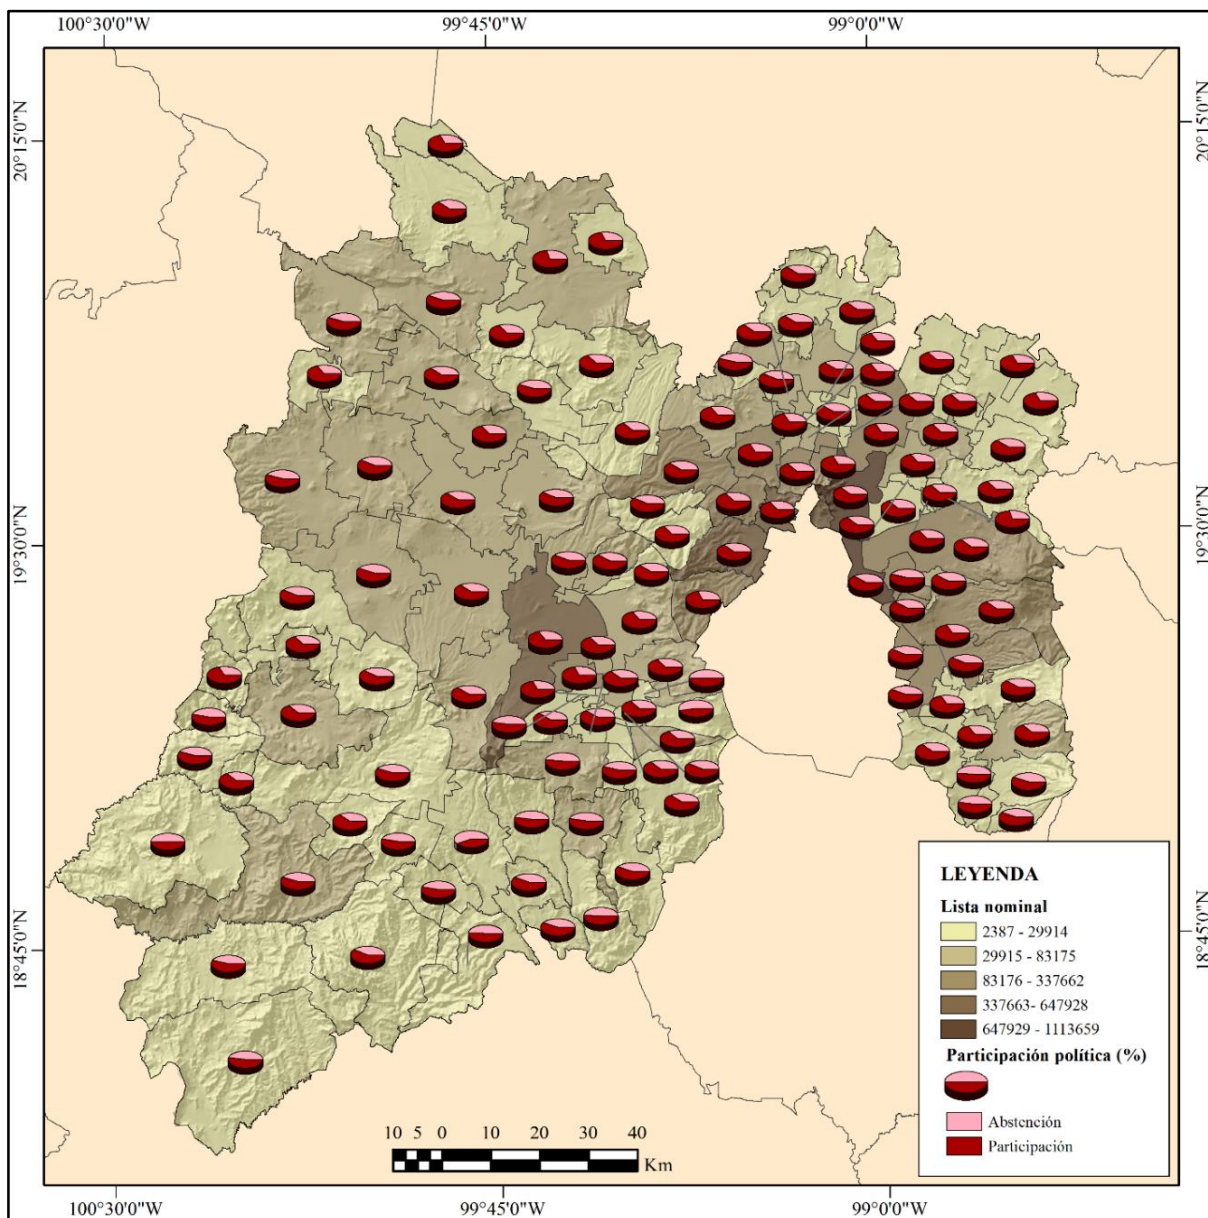 100°30'0"W
99°45'0"W
99°0'0"W
20°15'0"N
20°15'0"N
19°30'0"N
19°30'0"N
18°45'0"N
18°45'0"N
LEYENDA
Lista nominal
2387 - 29914
29915 - 83175
83176 - 337662
337663- 647928
647929 - 1113659
Participación política (%)
Abstención
Participación
10 5 0 10 20 30 40
Km
100°30'0"W
99°45'0"W
99°0'0"W